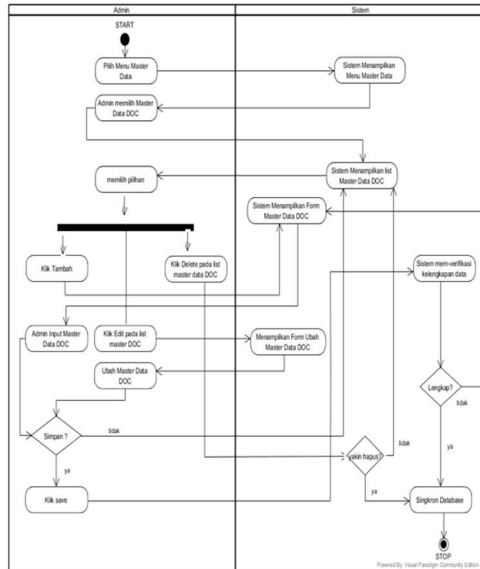 Admin
Sistem
START
Pilih Menu Master
Data
Sistem Menampilkan
Menu Master Data
Admin memilih Master
Data DOC
memilih pilihan
Sistem Menampilkan list
Master Data DOC
Sistem Menampilkan Form
Master Data DOC
Klik Tambah
Klik Delete pada list
master data DOC
Sistem mem-verifikasi
kelengkapan data
Admin Input Master
Data DOC
Klik Edit pada list
master DOC
Menampilkan Form Ubah
Master Data DOC
Ubah Master Data
DOC
Lengkap?
tidak
Simpan ?
tidak
yakin hapus?
tidak
ya
ya
Klik save
ya
Singkron Database
STOP
Powered By Visual Paradigm Community Edition